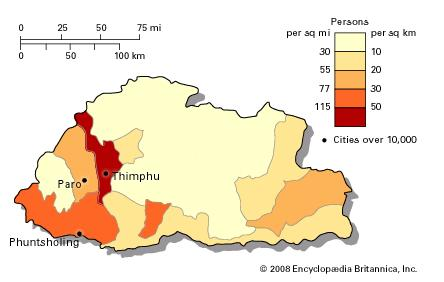 0 25 50 75 mi
0 50 100 km
Persons
per sq mi per sq km
30 10
55 20
77 30
115 50
Cities over 10,000
Thimphu
Paro
Phuntsholing
© 2008 Encyclopædia Britannica, Inc.